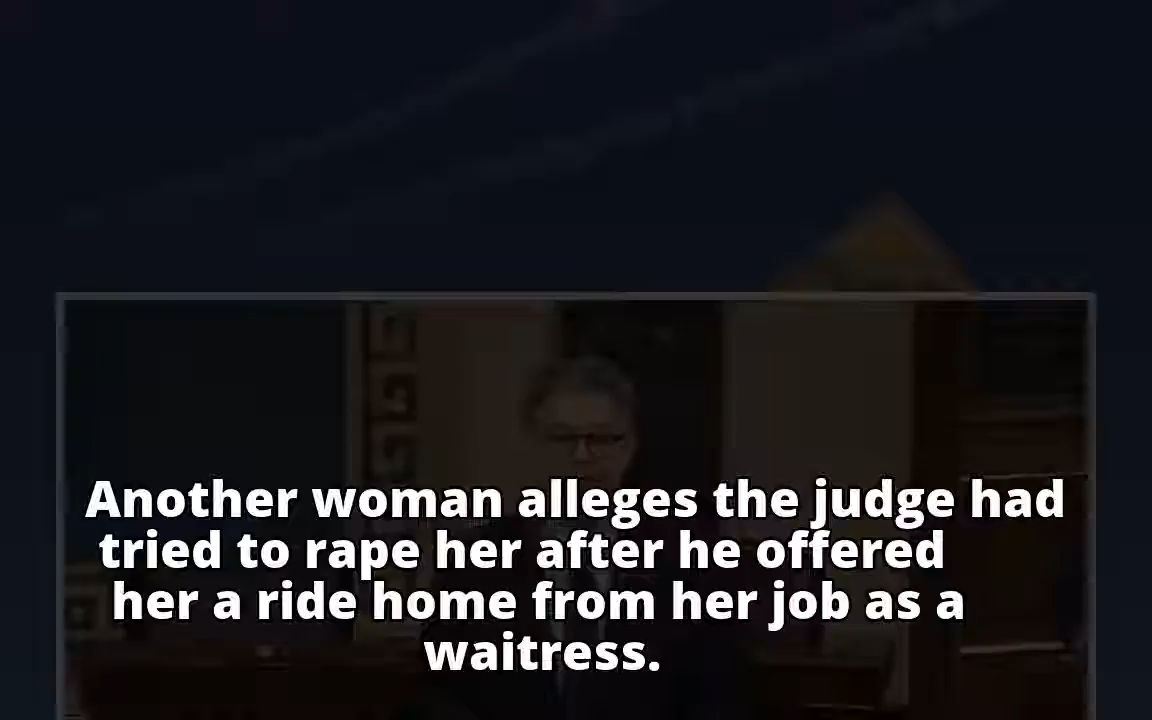 Another woman alleges the judge had
tried to rape her after he offered
her a ride home from her job as a
waitress.